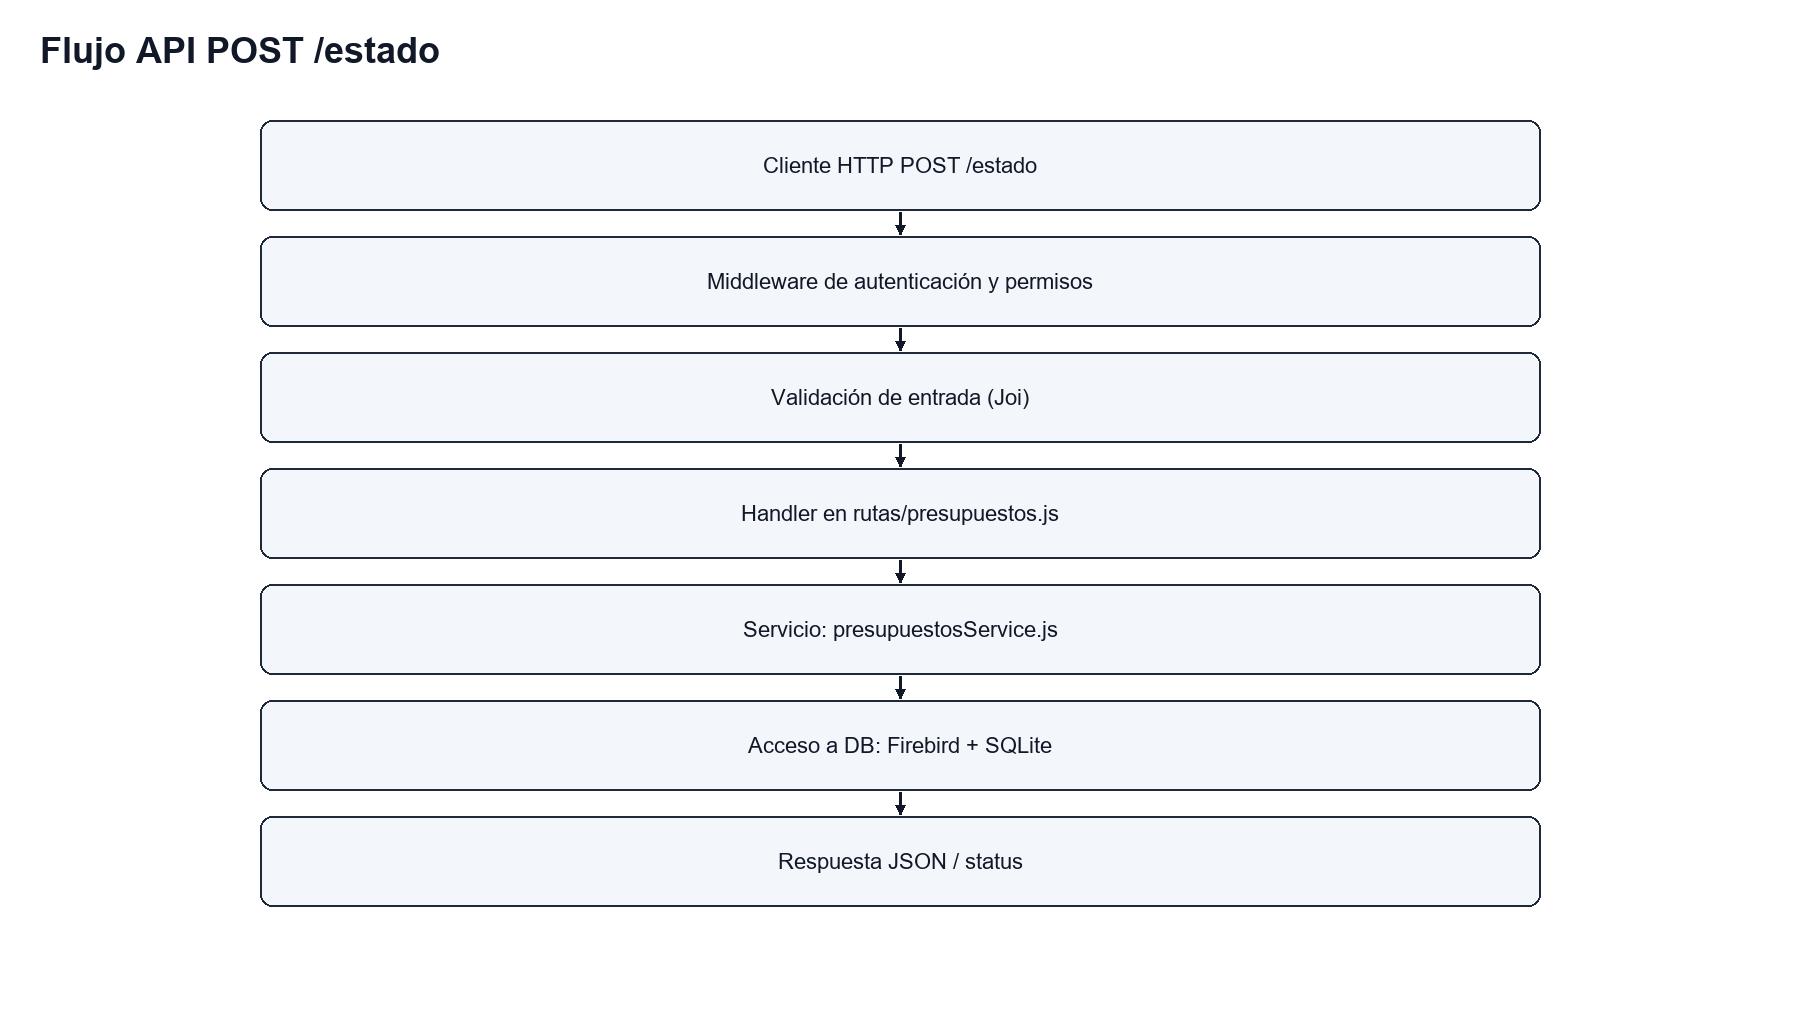 Flujo API POST /estado
Cliente HTTP POST /estado
Middleware de autenticación y permisos
Validación de entrada (Joi)
Handler en rutas/presupuestos.js
Servicio: presupuestosService.js
Acceso a DB: Firebird + SQLite
Respuesta JSON / status